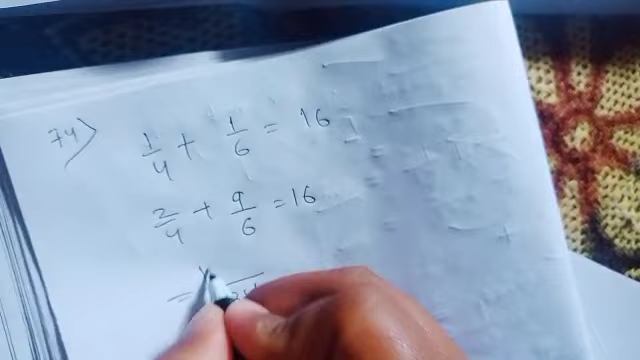 74) 1/4 + 1/6 = 16
2/4 + 9/6 = 16
=